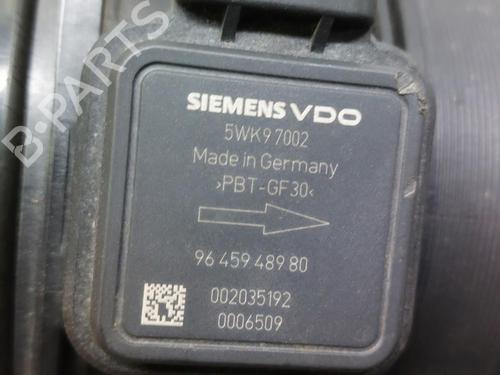 B-PARTS
SIEMENS VDO
5WK9 7002
Made in Germany
>PBT-GF30<
96 459 489 80
002035192
0006509